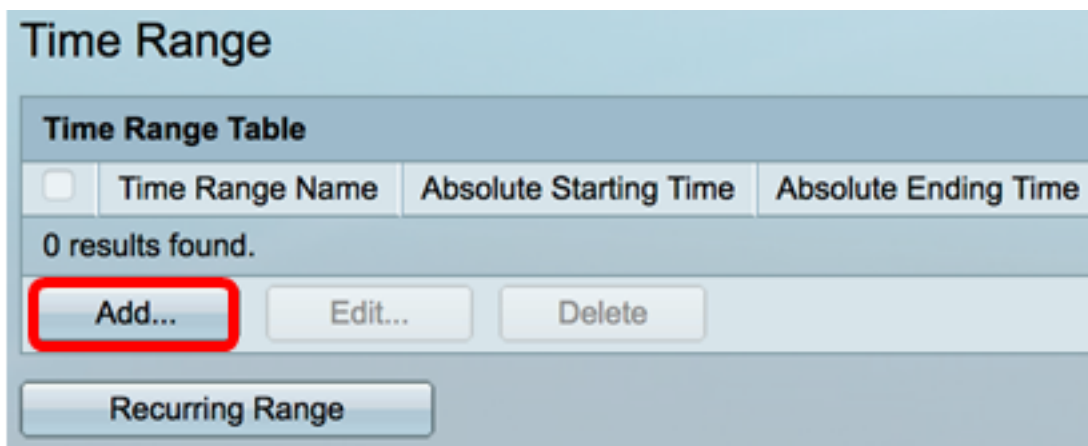 Time Range
Time Range Table
Time Range Name Absolute Starting Time Absolute Ending Time
0 results found.
Add... Edit... Delete
Recurring Range